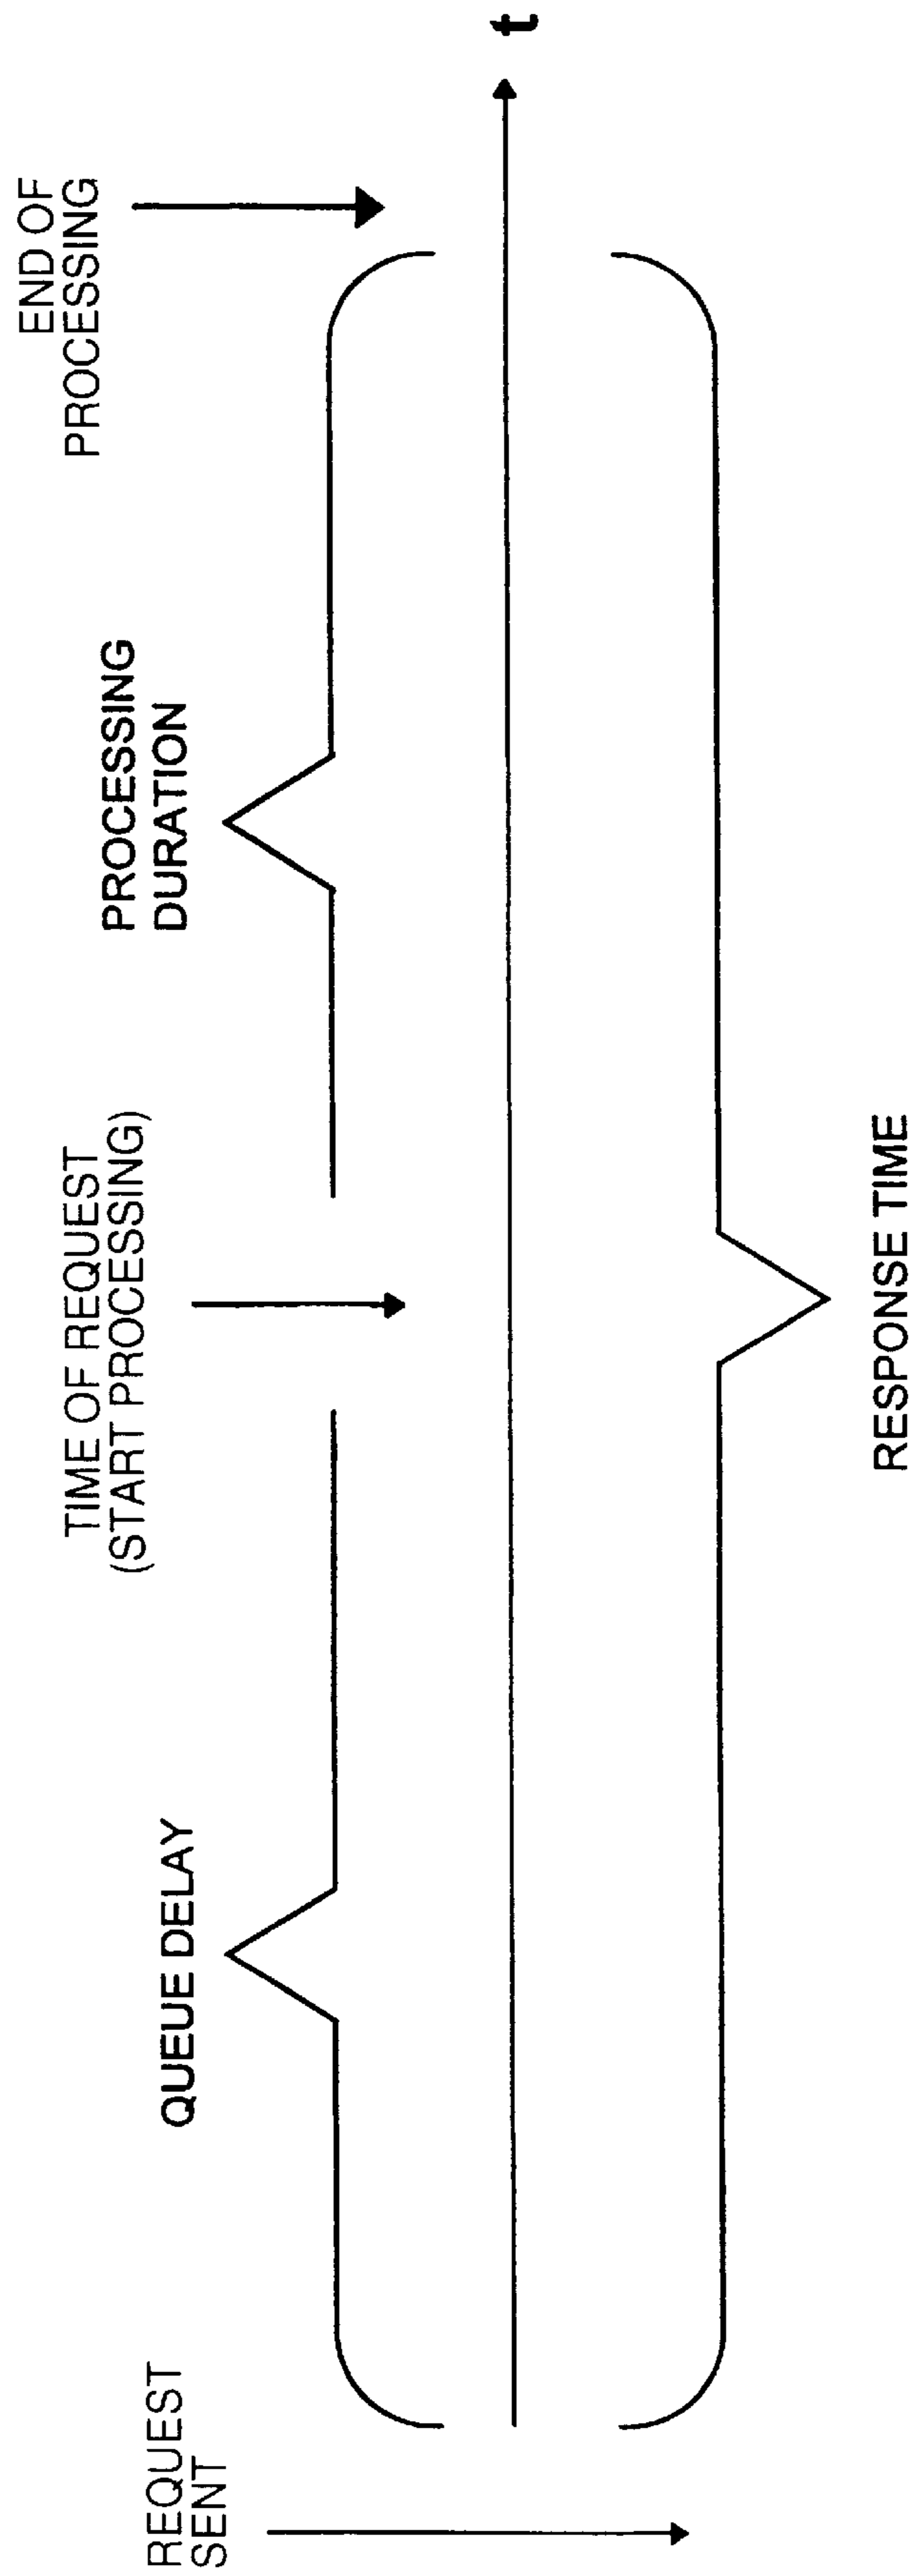 REQUEST
SENT
QUEUE DELAY
TIME OF REQUEST
(START PROCESSING)
PROCESSING
DURATION
END OF
PROCESSING
t
RESPONSE TIME